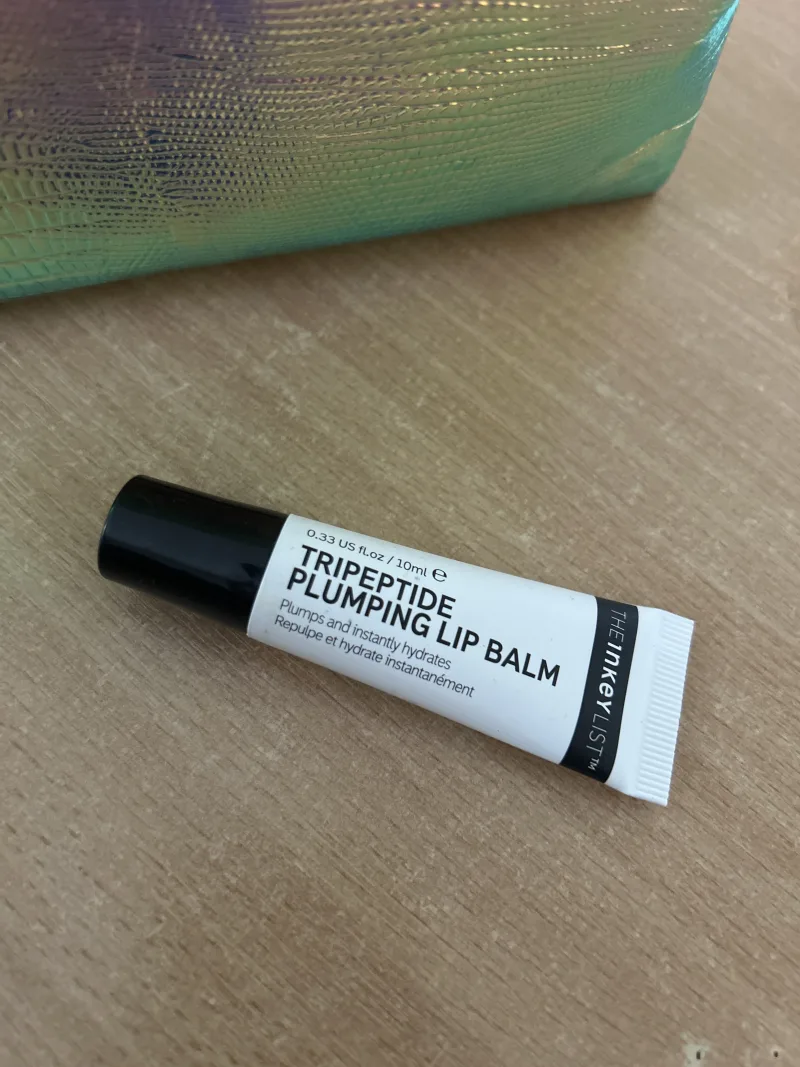 0.33 US fl.oz / 10ml ℮
TRIPEPTIDE
PLUMPING LIP BALM
Plumps and instantly hydrates
Repulpe et hydrate instantanément
THE INKEY LIST™